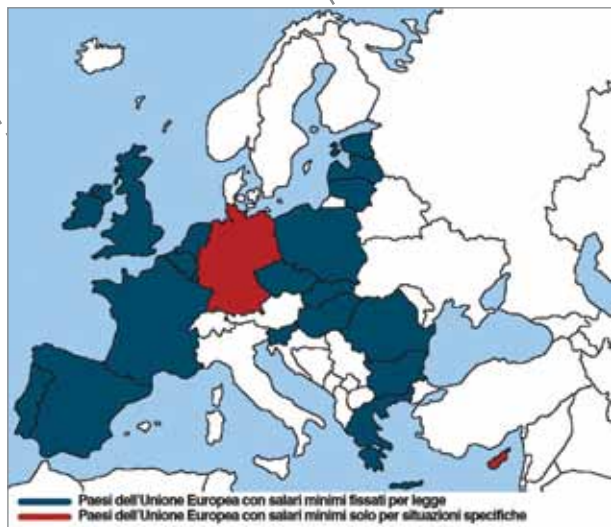 Paesi dell'Unione Europea con salari minimi fissati per legge
Paesi dell'Unione Europea con salari minimi solo per situazioni specifiche